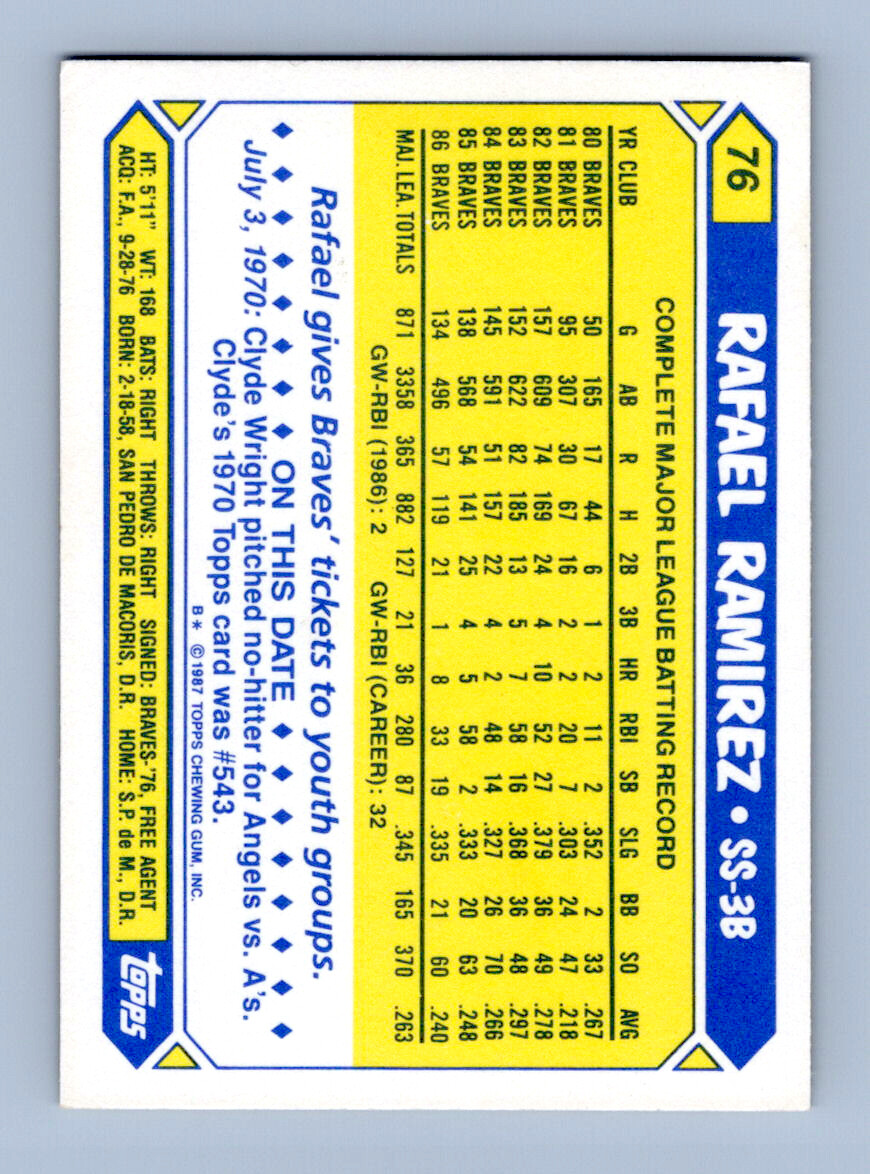 76
RAFAEL RAMIREZ • SS-3B
COMPLETE MAJOR LEAGUE BATTING RECORD
YR CLUB G AB R H 2B 3B HR RBI SB SLG BB SO AVG
80 BRAVES 50 165 17 44 6 1 2 11 2 .352 2 33 .267
81 BRAVES 95 307 30 67 16 2 2 20 7 .303 24 47 .218
82 BRAVES 157 609 74 169 24 4 10 52 27 .379 36 49 .278
83 BRAVES 152 622 82 185 13 5 7 58 16 .368 36 48 .297
84 BRAVES 145 591 51 157 22 4 2 48 14 .327 26 70 .266
85 BRAVES 138 568 54 141 25 4 5 58 2 .333 20 63 .248
86 BRAVES 134 496 57 119 21 1 8 33 19 .335 21 60 .240
MAJ. LEA. TOTALS 871 3358 365 882 127 21 36 280 87 .345 165 370 .263
GW-RBI (1986): 2 GW-RBI (CAREER): 32
Rafael gives Braves' tickets to youth groups.
ON THIS DATE
July 3, 1970: Clyde Wright pitched no-hitter for Angels vs. A's.
Clyde's 1970 Topps card was #543.
B* © 1987 TOPPS CHEWING GUM, INC.
HT: 5'11" WT: 168 BATS: RIGHT THROWS: RIGHT SIGNED: BRAVES-'76, FREE AGENT
ACQ: F.A., 9-28-76 BORN: 2-18-58, SAN PEDRO DE MACORIS, D.R. HOME: S.P. de M., D.R.
topps